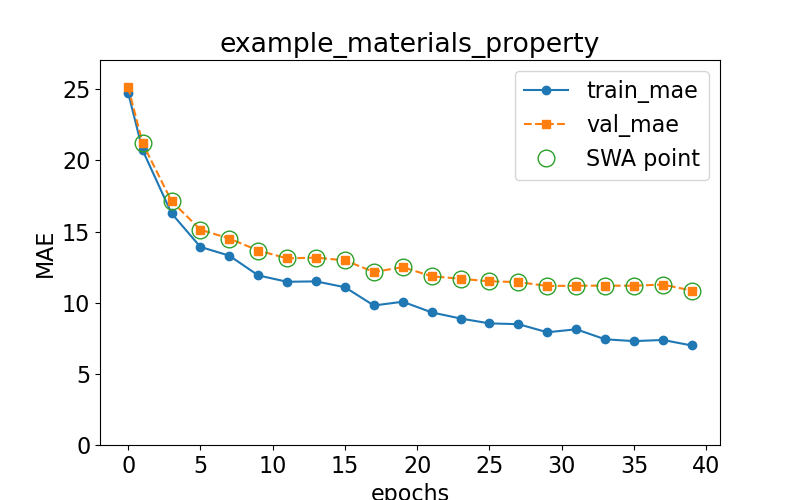 example_materials_property
train_mae
val_mae
SWA point
MAE
25
20
15
10
5
0
0 5 10 15 20 25 30 35 40
epochs